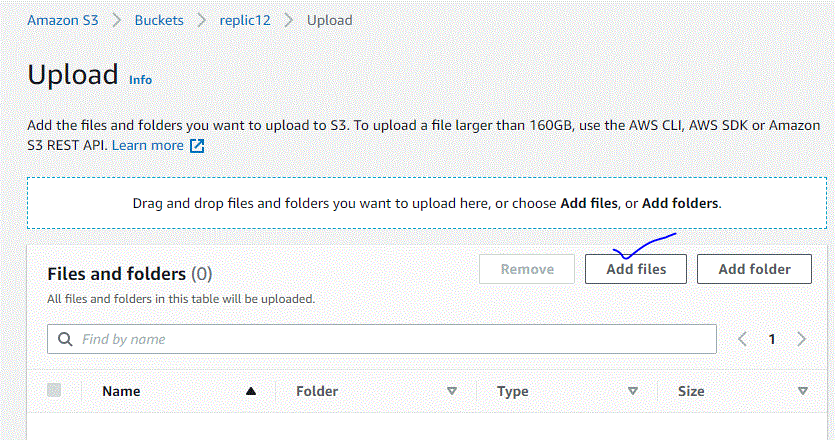 Amazon S3 > Buckets > replic12 > Upload
Upload Info
Add the files and folders you want to upload to S3. To upload a file larger than 160GB, use the AWS CLI, AWS SDK or Amazon
S3 REST API. Learn more
Drag and drop files and folders you want to upload here, or choose Add files, or Add folders.
Files and folders (0)
Remove
Add files
Add folder
All files and folders in this table will be uploaded.
Find by name
1
Name
Folder
Type
Size